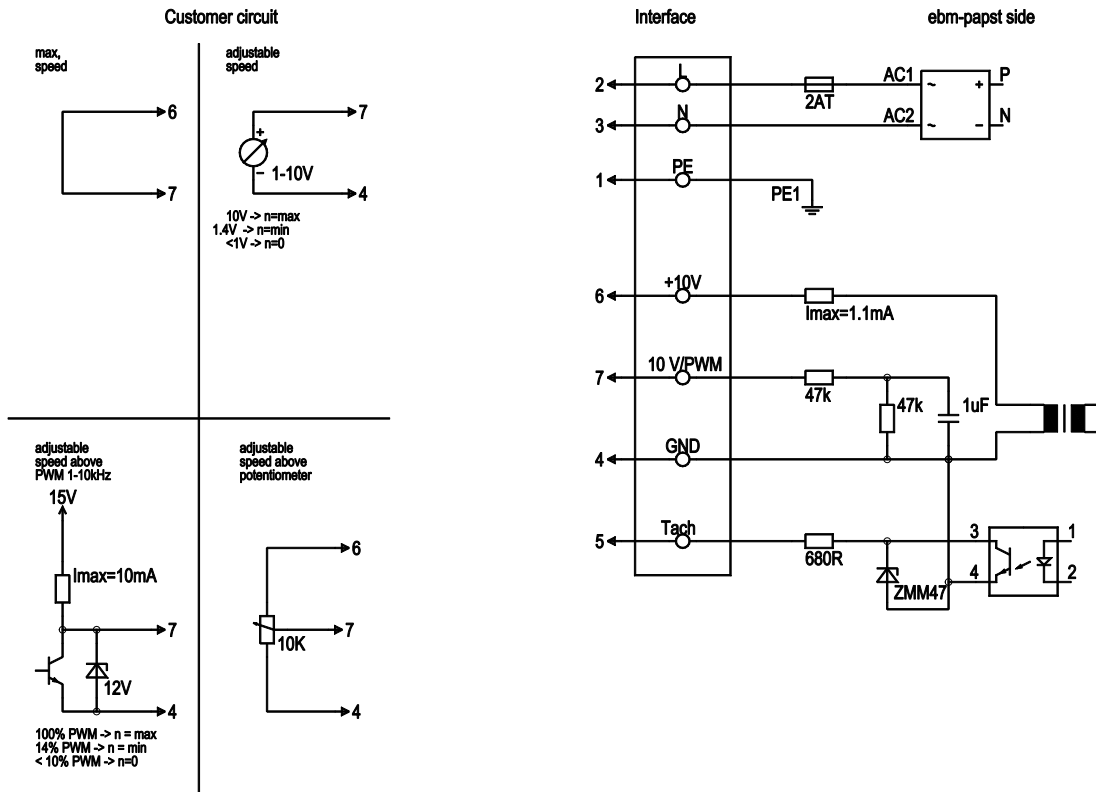 Customer circuit
max,
speed
6
7
adjustable
speed
7
+
−
1-10V
4
10V -> n=max
1.4V -> n=min
<1V -> n=0
adjustable
speed above
PWM 1-10kHz
15V
Imax=10mA
7
12V
4
100% PWM -> n = max
14% PWM -> n = min
< 10% PWM -> n=0
adjustable
speed above
potentiometer
6
7
10K
4
Interface
ebm-papst side
2
L
2AT
AC1
~
+
P
3
N
AC2
~
−
N
1
PE
PE1
6
+10V
Imax=1.1mA
7
10 V/PWM
47k
47k
1uF
4
GND
5
Tach
680R
ZMM47
3
4
1
2